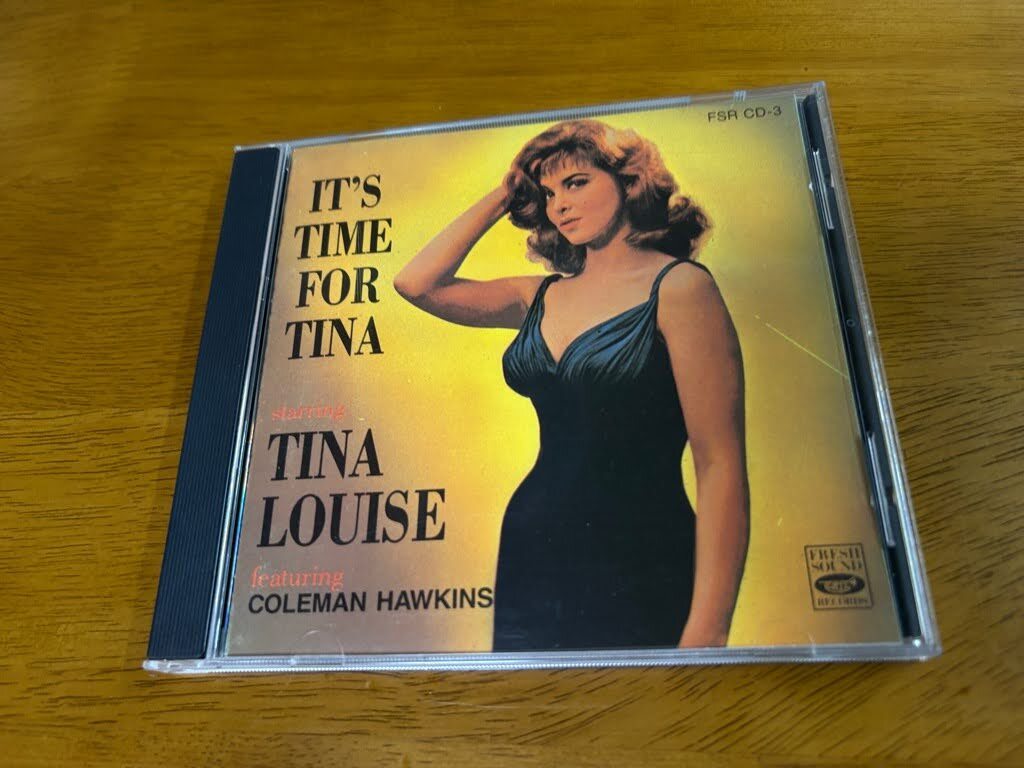 FSR CD-3
IT'S
TIME
FOR
TINA
starring
TINA
LOUISE
featuring
COLEMAN HAWKINS
FRESH
SOUND
RECORDS